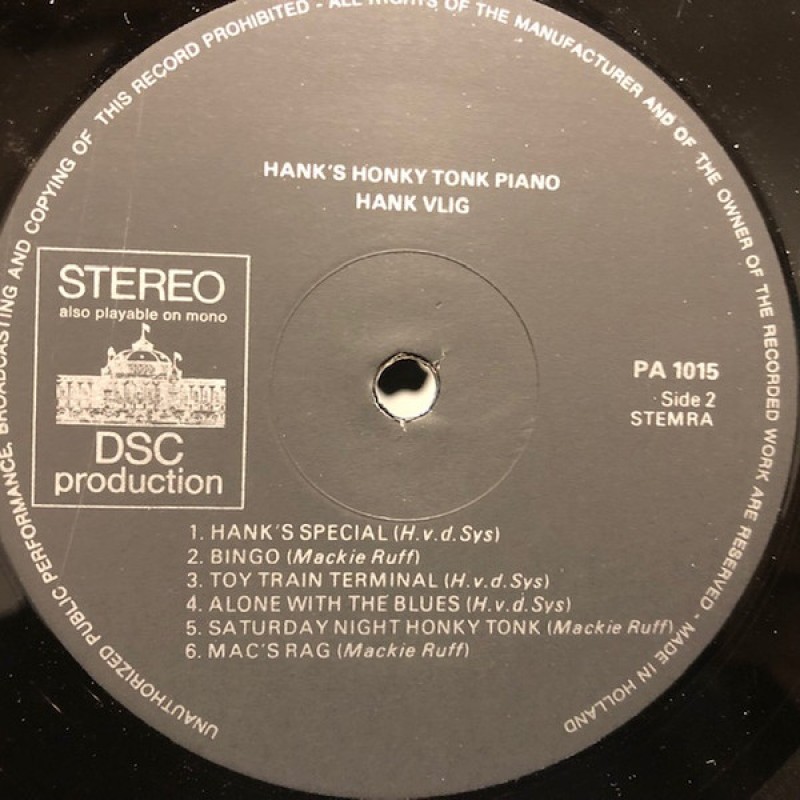 UNAUTHORIZED PUBLIC PERFORMANCE, BROADCASTING AND COPYING OF THIS RECORD PROHIBITED - ALL RIGHTS OF THE MANUFACTURER AND OF THE OWNER OF THE RECORDED WORK ARE RESERVED - MADE IN HOLLAND
HANK'S HONKY TONK PIANO
HANK VLIG
STEREO
also playable on mono
DSC
production
PA 1015
Side 2
STEMRA
1. HANK'S SPECIAL (H.v.d.Sys)
2. BINGO (Mackie Ruff)
3. TOY TRAIN TERMINAL (H.v.d.Sys)
4. ALONE WITH THE BLUES (H.v.d.Sys)
5. SATURDAY NIGHT HONKY TONK (Mackie Ruff)
6. MAC'S RAG (Mackie Ruff)